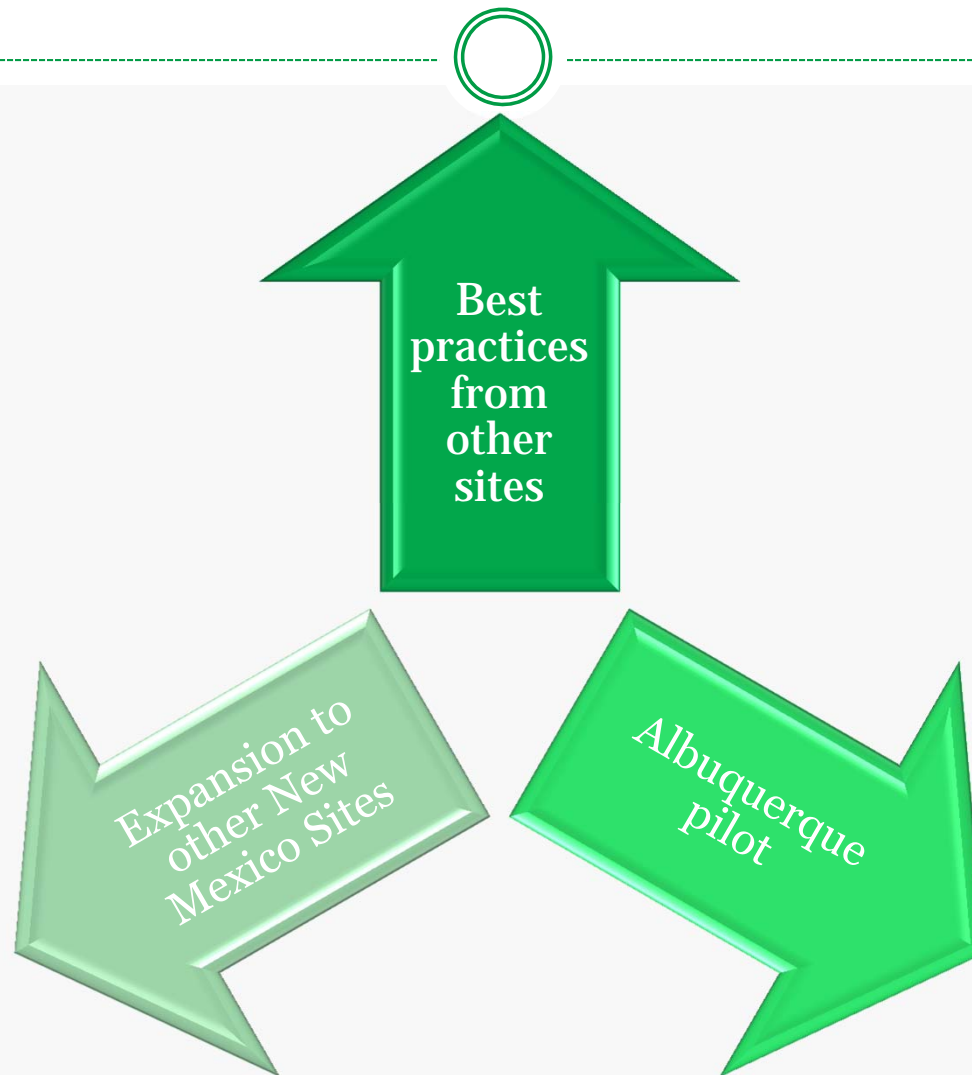 Best
practices
from
other
sites
Expansion to
other New
Mexico Sites
Albuquerque
pilot